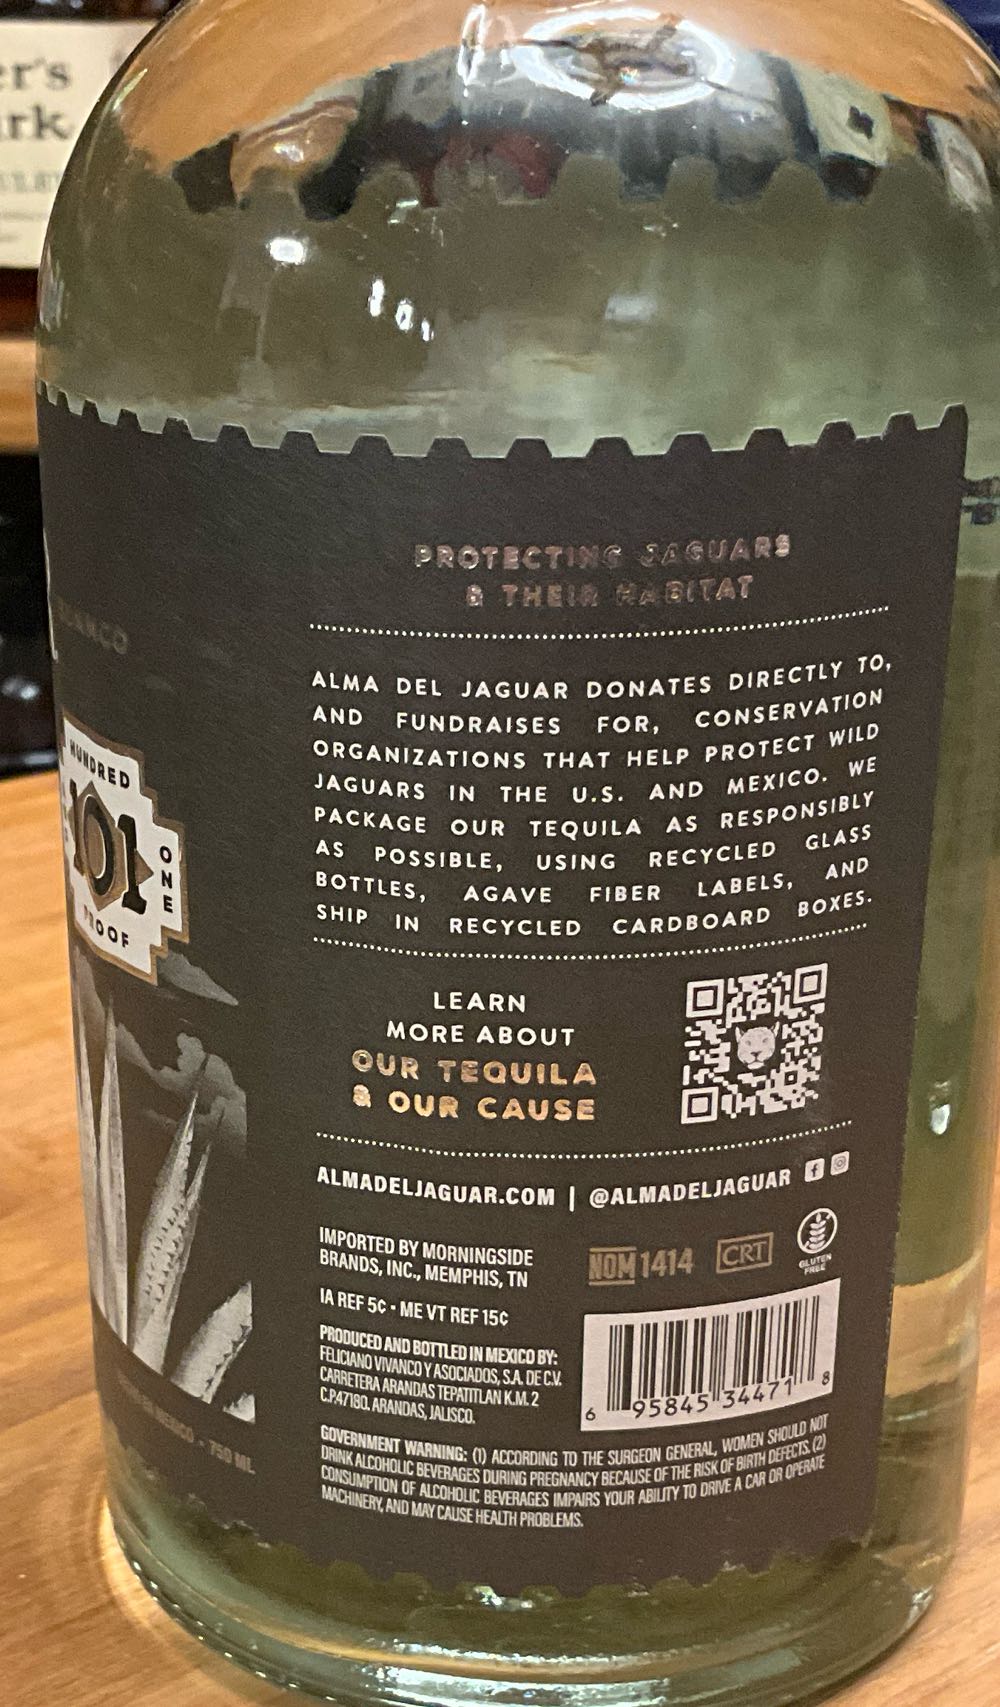 er's
rk
BLANCO
HUNDRED
101
ONE
PROOF
750 ML
PROTECTING JAGUARS
& THEIR HABITAT
ALMA DEL JAGUAR DONATES DIRECTLY TO,
AND FUNDRAISES FOR, CONSERVATION
ORGANIZATIONS THAT HELP PROTECT WILD
JAGUARS IN THE U.S. AND MEXICO. WE
PACKAGE OUR TEQUILA AS RESPONSIBLY
AS POSSIBLE, USING RECYCLED GLASS
BOTTLES, AGAVE FIBER LABELS, AND
SHIP IN RECYCLED CARDBOARD BOXES.
LEARN
MORE ABOUT
OUR TEQUILA
& OUR CAUSE
ALMADELJAGUAR.COM | @ALMADELJAGUAR
IMPORTED BY MORNINGSIDE
BRANDS, INC., MEMPHIS, TN
NOM 1414 CRT
GLUTEN
FREE
IA REF 5¢ • ME VT REF 15¢
PRODUCED AND BOTTLED IN MEXICO BY:
FELICIANO VIVANCO Y ASOCIADOS, S.A. DE C.V.
CARRETERA ARANDAS TEPATITLAN K.M. 2
C.P.47180. ARANDAS, JALISCO.
6 95845 34471 8
GOVERNMENT WARNING: (1) ACCORDING TO THE SURGEON GENERAL, WOMEN SHOULD NOT
DRINK ALCOHOLIC BEVERAGES DURING PREGNANCY BECAUSE OF THE RISK OF BIRTH DEFECTS. (2)
CONSUMPTION OF ALCOHOLIC BEVERAGES IMPAIRS YOUR ABILITY TO DRIVE A CAR OR OPERATE
MACHINERY, AND MAY CAUSE HEALTH PROBLEMS.